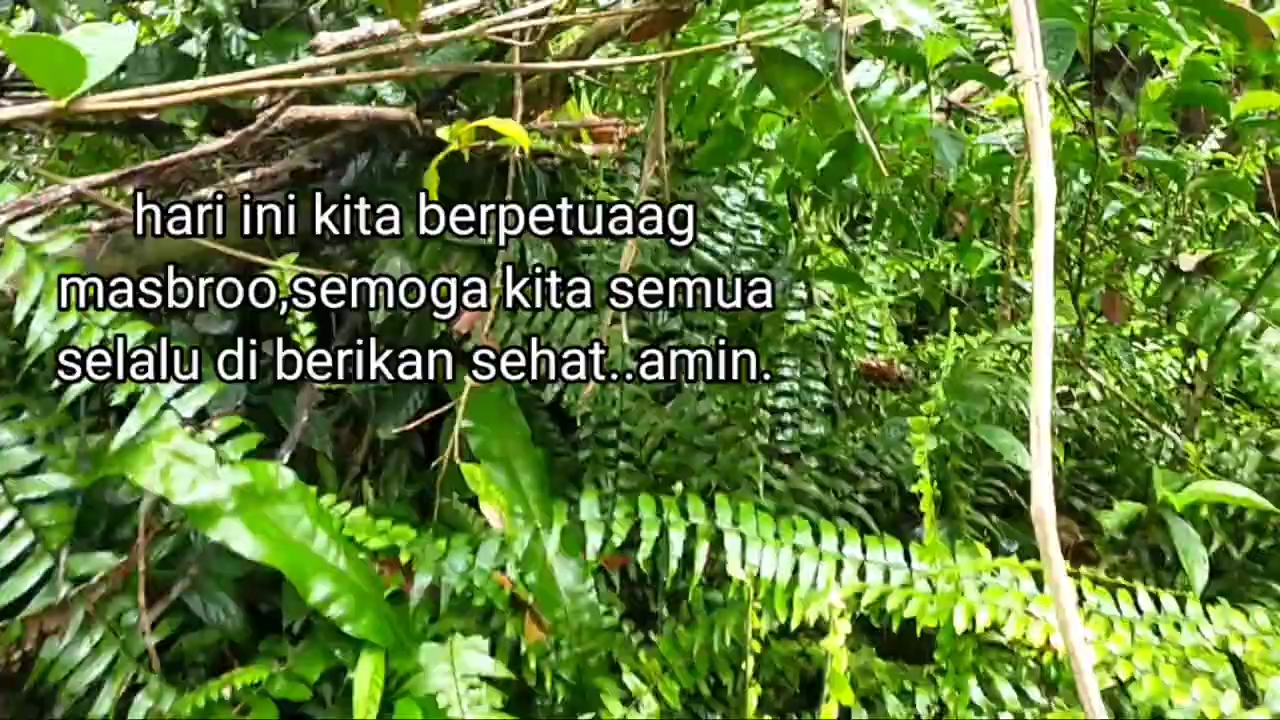 hari ini kita berpetuaag
masbroo,semoga kita semua
selalu di berikan sehat..amin.